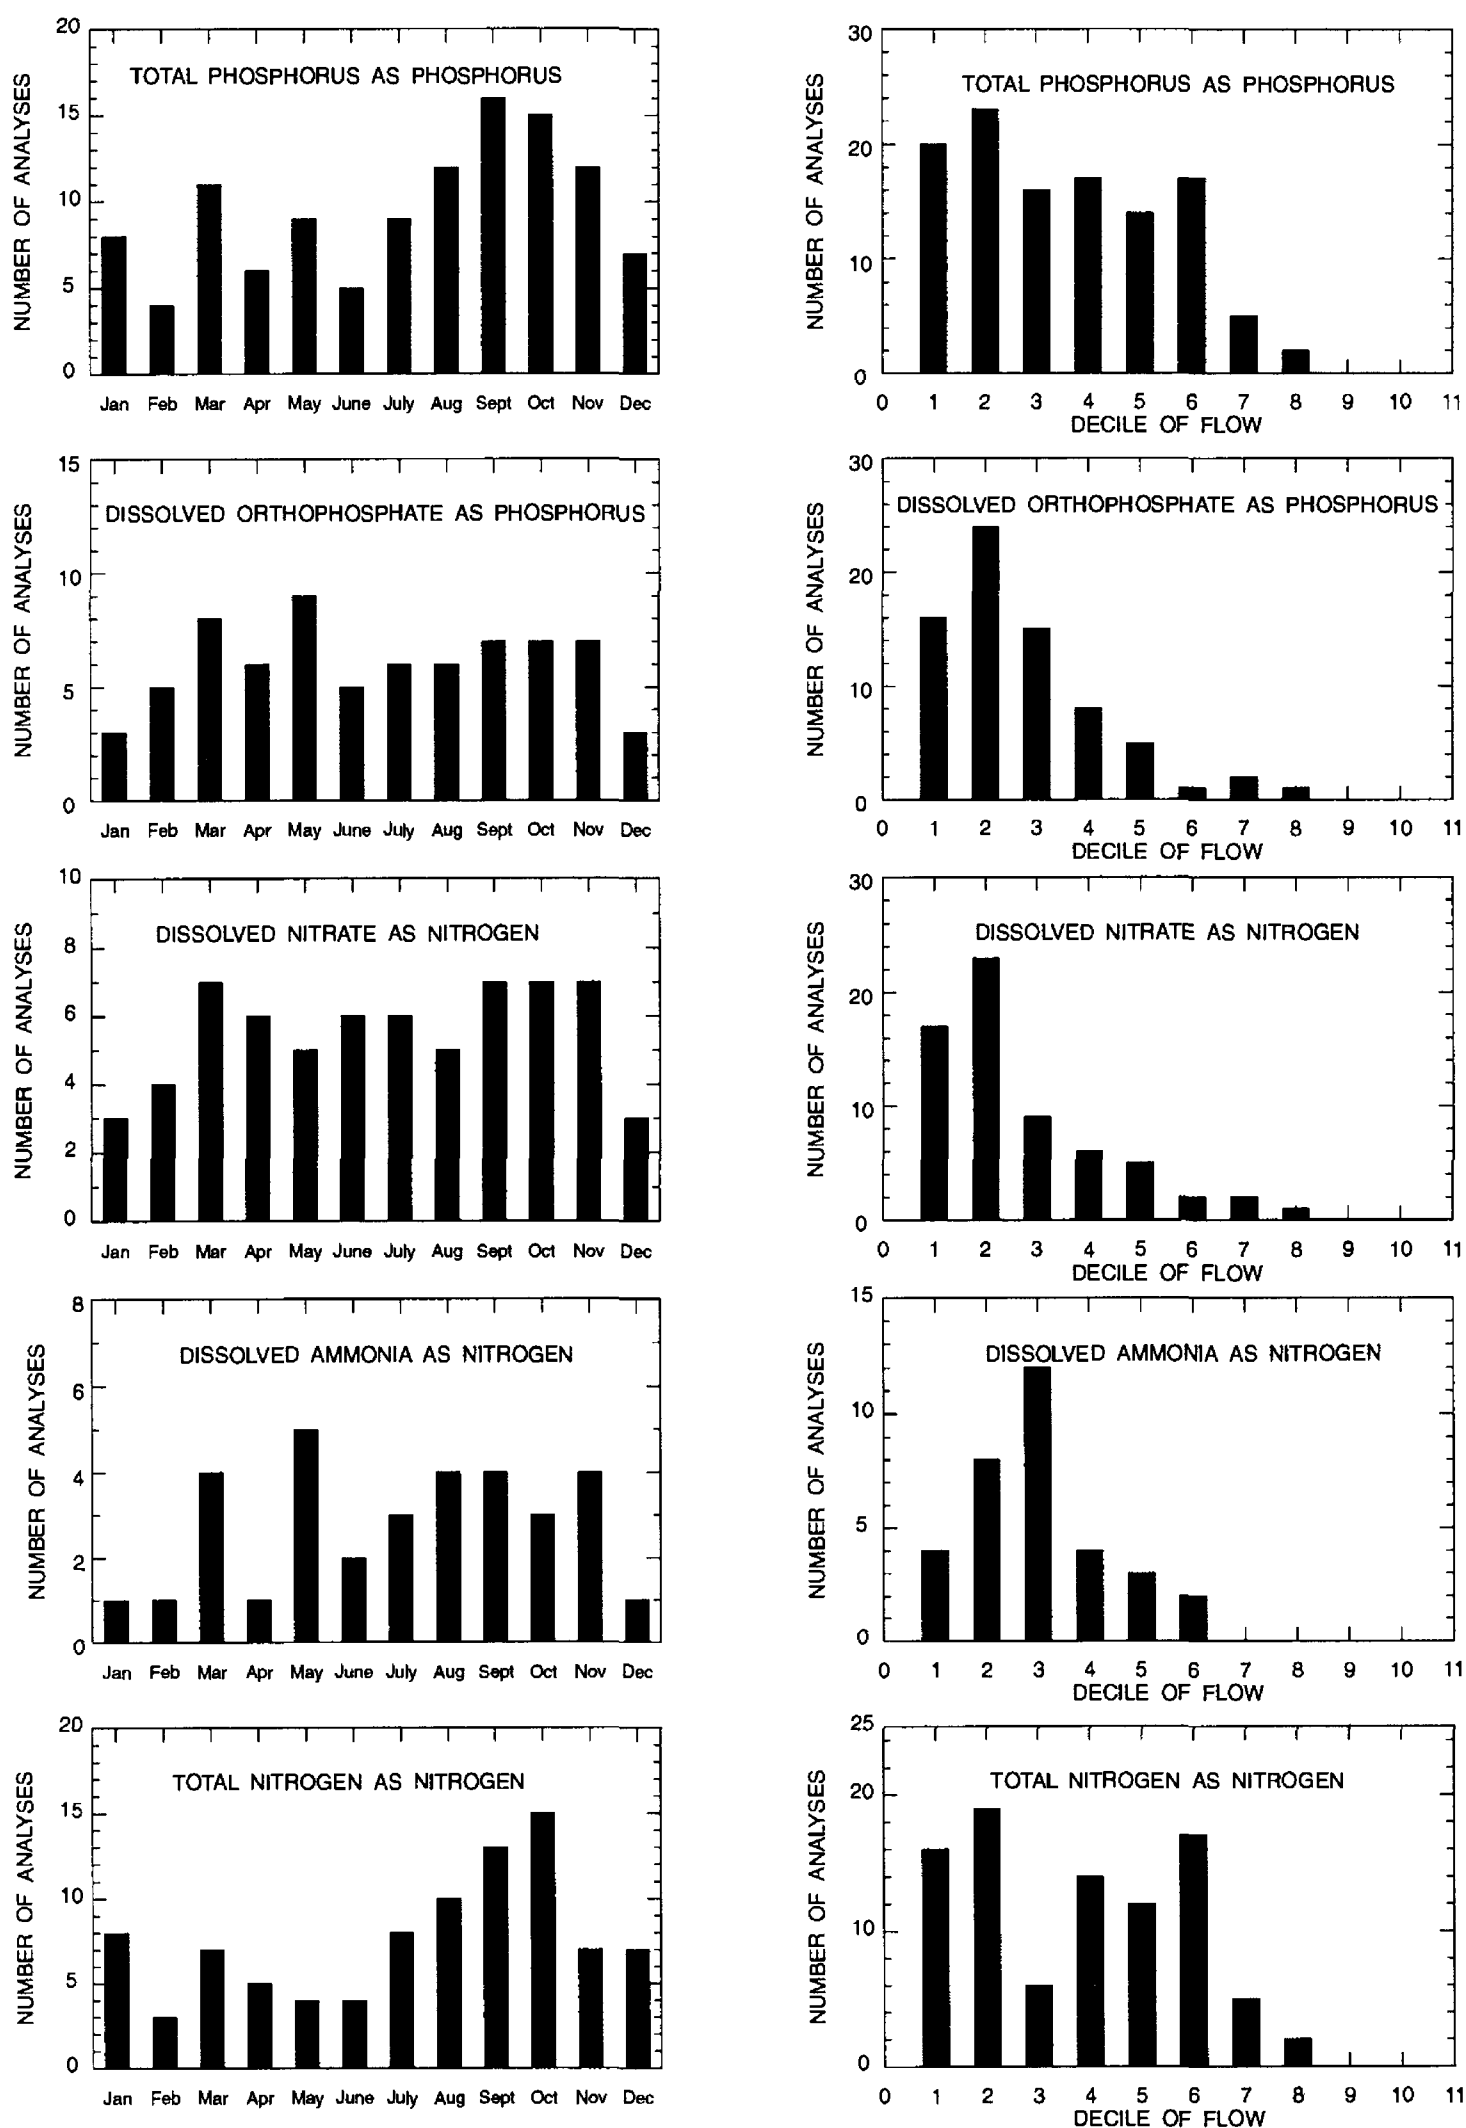 TOTAL PHOSPHORUS AS PHOSPHORUS
NUMBER OF ANALYSES
20
15
10
5
0
Jan Feb Mar Apr May June July Aug Sept Oct Nov Dec
TOTAL PHOSPHORUS AS PHOSPHORUS
NUMBER OF ANALYSES
30
20
10
0
0 1 2 3 4 5 6 7 8 9 10 11
DECILE OF FLOW
DISSOLVED ORTHOPHOSPHATE AS PHOSPHORUS
NUMBER OF ANALYSES
15
10
5
0
Jan Feb Mar Apr May June July Aug Sept Oct Nov Dec
DISSOLVED ORTHOPHOSPHATE AS PHOSPHORUS
NUMBER OF ANALYSES
30
20
10
0
0 1 2 3 4 5 6 7 8 9 10 11
DECILE OF FLOW
DISSOLVED NITRATE AS NITROGEN
NUMBER OF ANALYSES
10
8
6
4
2
0
Jan Feb Mar Apr May June July Aug Sept Oct Nov Dec
DISSOLVED NITRATE AS NITROGEN
NUMBER OF ANALYSES
30
20
10
0
0 1 2 3 4 5 6 7 8 9 10 11
DECILE OF FLOW
DISSOLVED AMMONIA AS NITROGEN
NUMBER OF ANALYSES
8
6
4
2
0
Jan Feb Mar Apr May June July Aug Sept Oct Nov Dec
DISSOLVED AMMONIA AS NITROGEN
NUMBER OF ANALYSES
15
10
5
0
0 1 2 3 4 5 6 7 8 9 10 11
DECILE OF FLOW
TOTAL NITROGEN AS NITROGEN
NUMBER OF ANALYSES
20
15
10
5
0
Jan Feb Mar Apr May June July Aug Sept Oct Nov Dec
TOTAL NITROGEN AS NITROGEN
NUMBER OF ANALYSES
25
20
10
0
0 1 2 3 4 5 6 7 8 9 10 11
DECILE OF FLOW